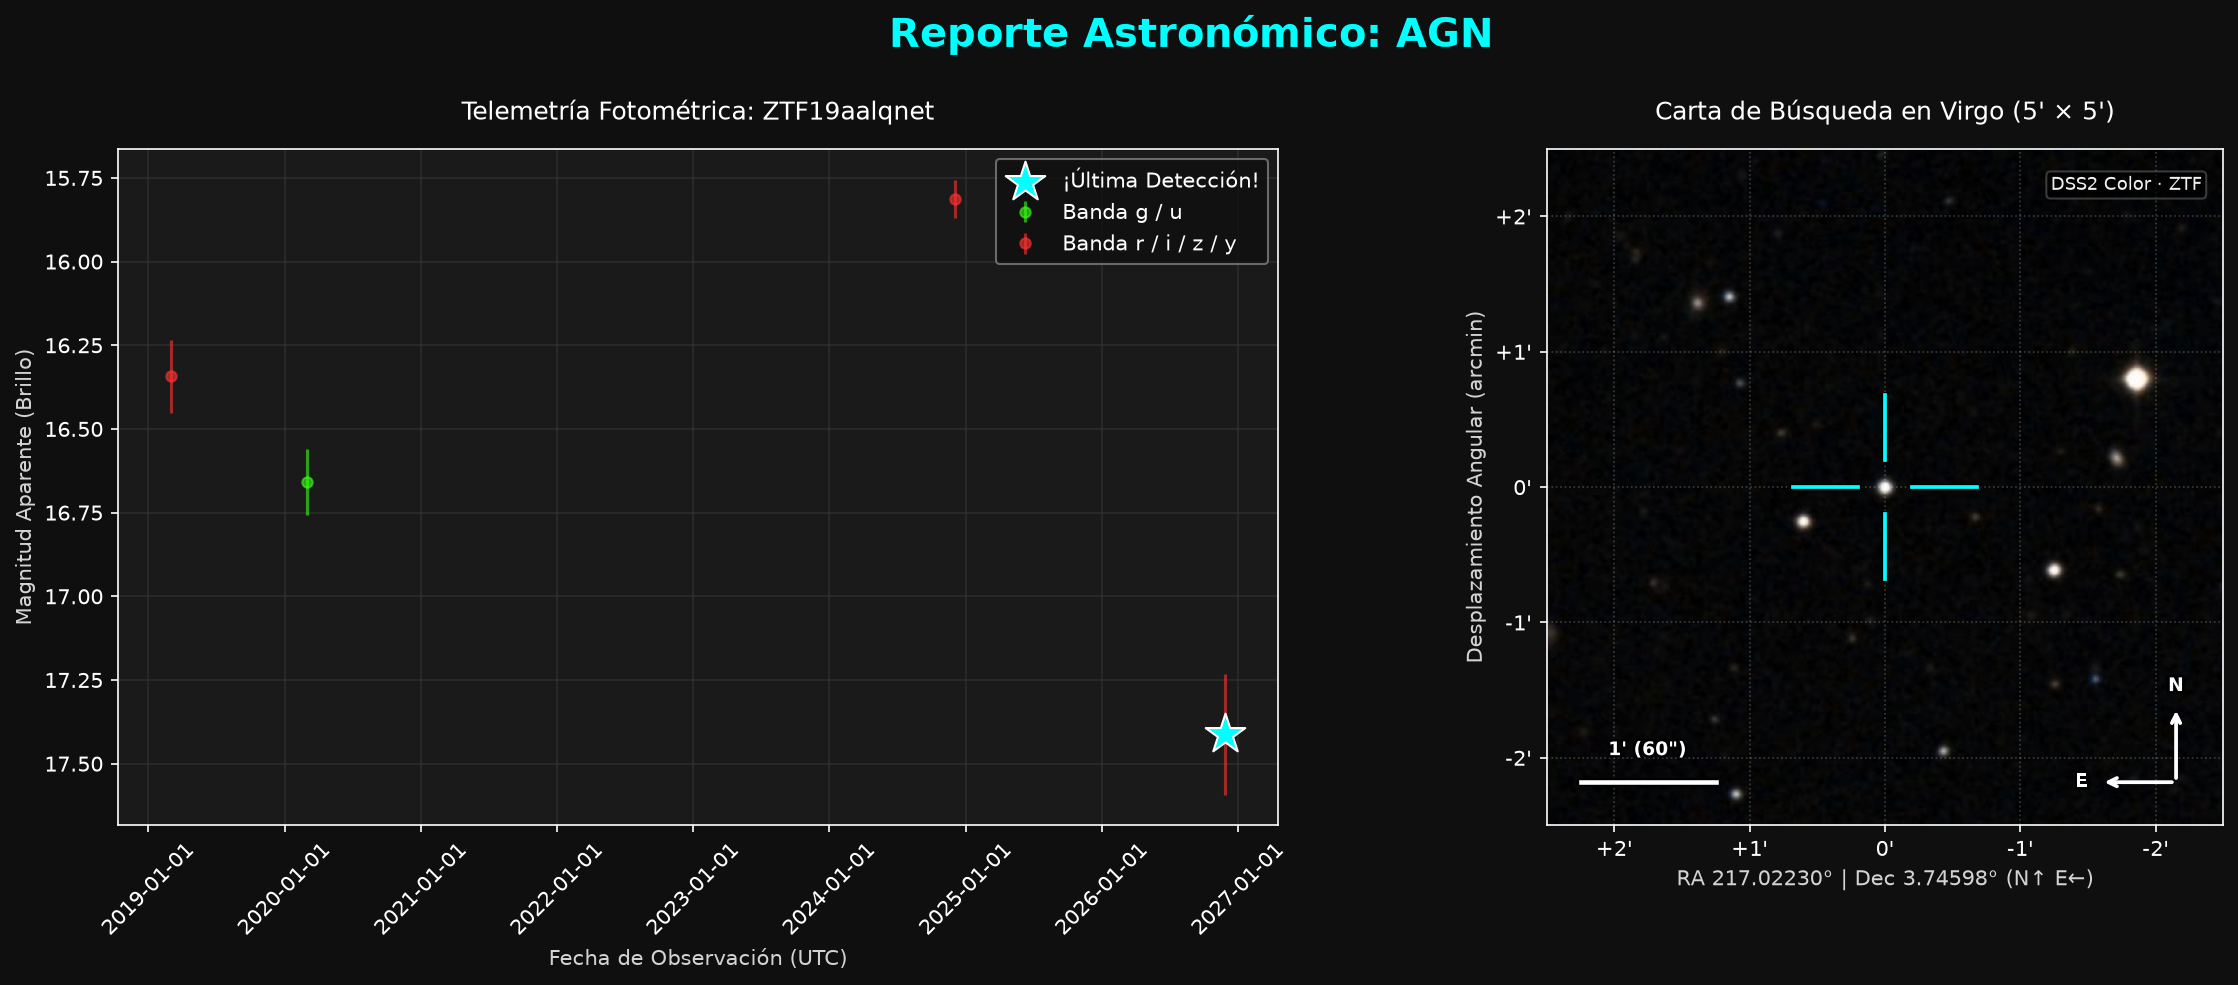 Reporte Astronómico: AGN
Telemetría Fotométrica: ZTF19aalqnet
Magnitud Aparente (Brillo)
15.75
16.00
16.25
16.50
16.75
17.00
17.25
17.50
¡Última Detección!
Banda g / u
Banda r / i / z / y
2019-01-01
2020-01-01
2021-01-01
2022-01-01
2023-01-01
2024-01-01
2025-01-01
2026-01-01
2027-01-01
Fecha de Observación (UTC)
Carta de Búsqueda en Virgo (5' × 5')
DSS2 Color · ZTF
Desplazamiento Angular (arcmin)
+2'
+1'
0'
-1'
-2'
N
E
1' (60")
+2'
+1'
0'
-1'
-2'
RA 217.02230° | Dec 3.74598° (N↑ E←)